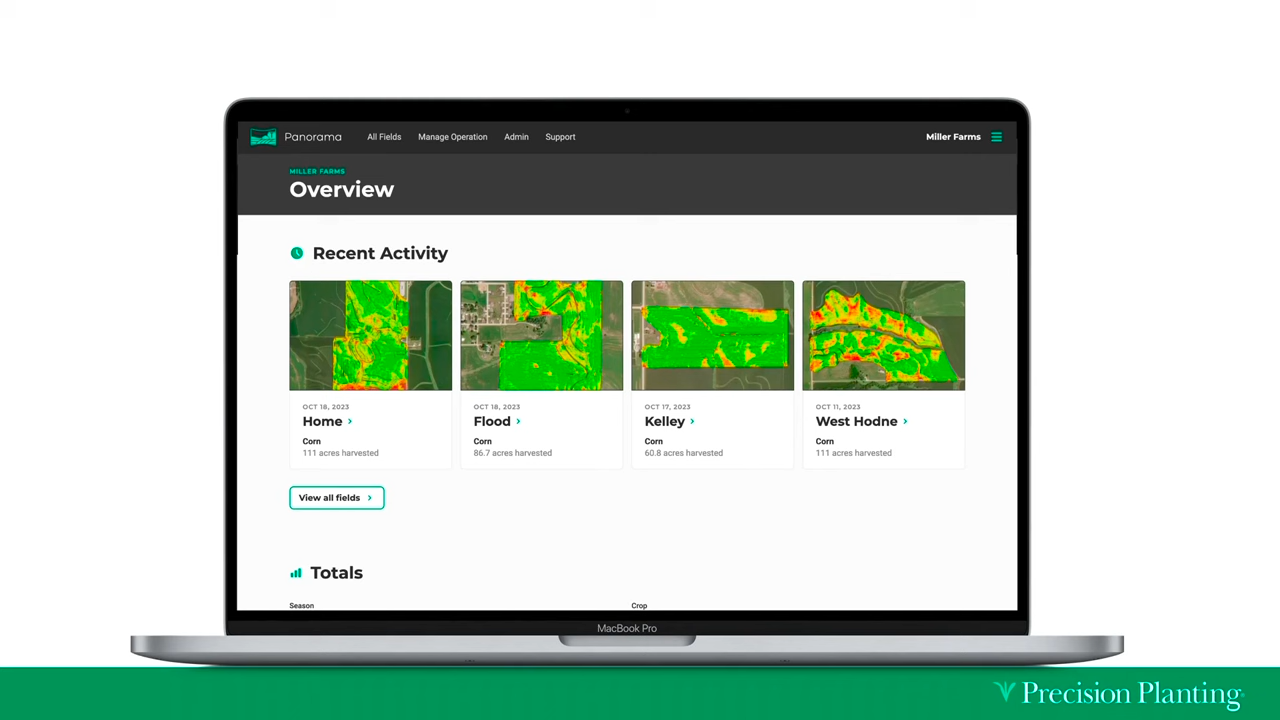 Panorama All Fields Manage Operation Admin Support Miller Farms
MILLER FARMS
Overview
Recent Activity
OCT 18, 2023
Home
Corn
111 acres harvested
OCT 18, 2023
Flood
Corn
86.7 acres harvested
OCT 17, 2023
Kelley
Corn
60.8 acres harvested
OCT 11, 2023
West Hodne
Corn
111 acres harvested
View all fields
Totals
Season Crop
MacBook Pro
Precision Planting